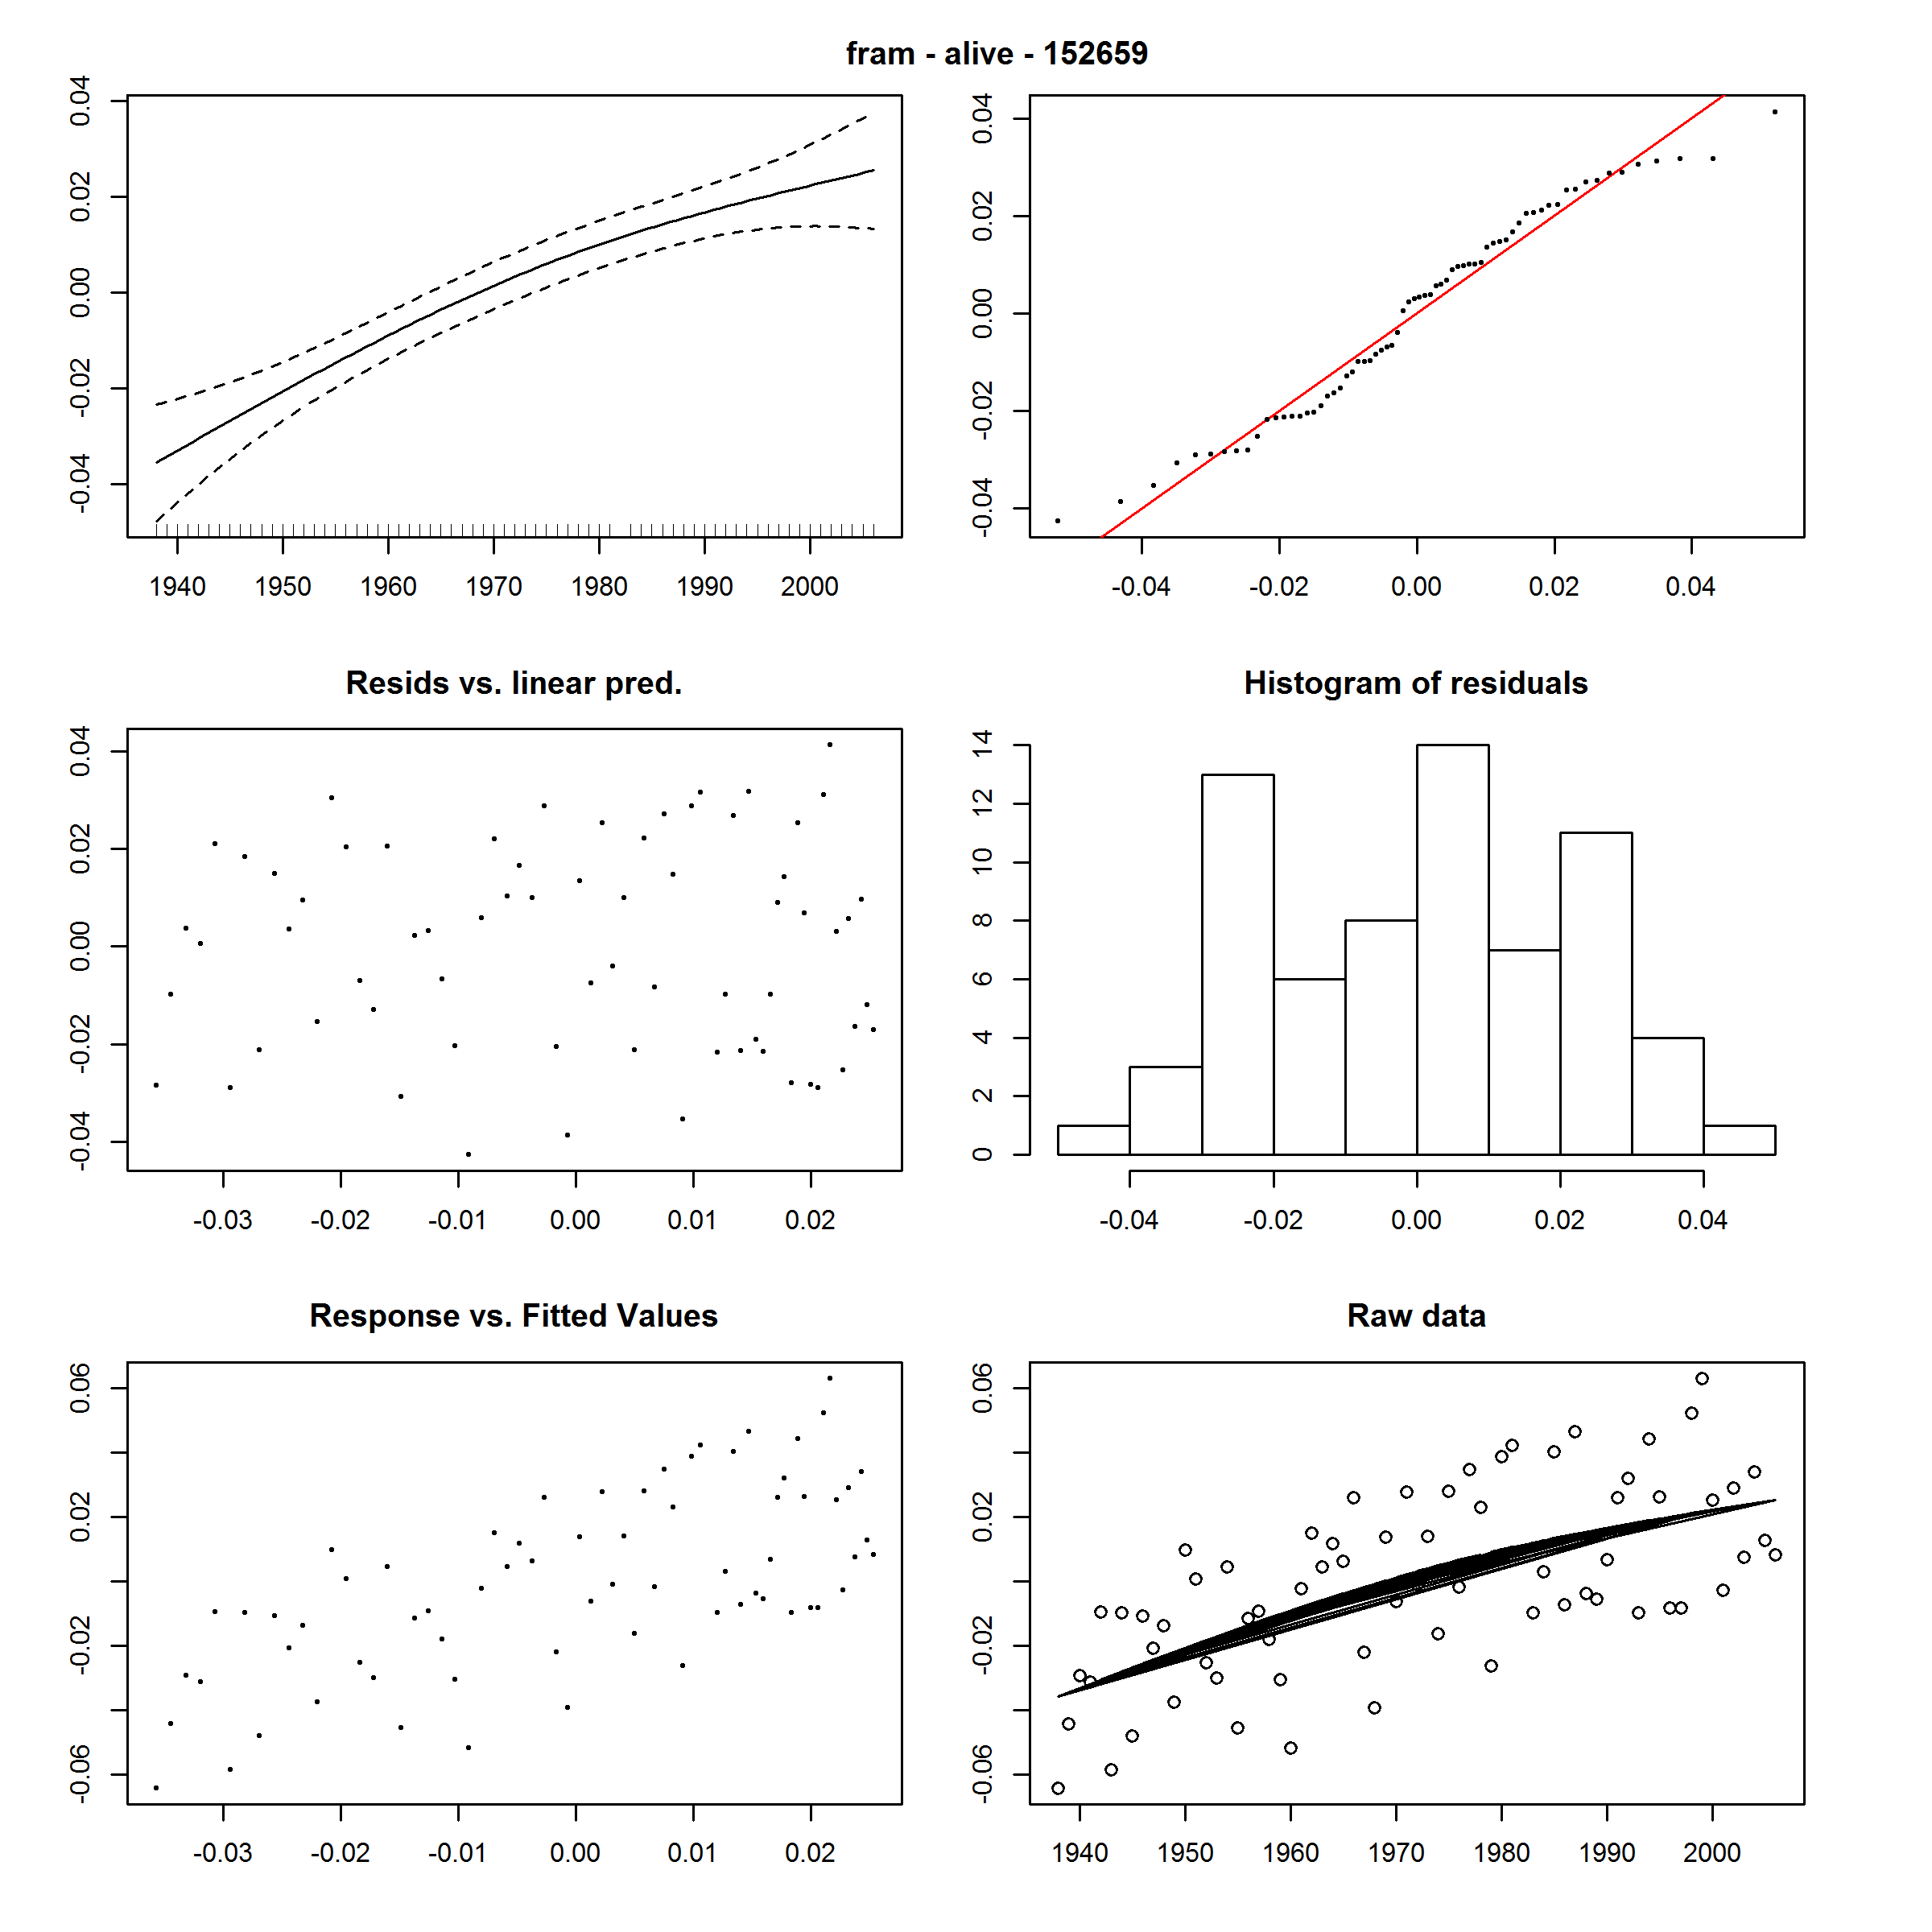 fram - alive - 152659
0.04
0.02
0.00
-0.02
-0.04
1940 1950 1960 1970 1980 1990 2000
0.04
0.02
0.00
-0.02
-0.04
-0.04 -0.02 0.00 0.02 0.04
Resids vs. linear pred.
0.04
0.02
0.00
-0.02
-0.04
-0.03 -0.02 -0.01 0.00 0.01 0.02
Histogram of residuals
14
12
10
8
6
4
2
0
-0.04 -0.02 0.00 0.02 0.04
Response vs. Fitted Values
0.06
0.02
-0.02
-0.06
-0.03 -0.02 -0.01 0.00 0.01 0.02
Raw data
0.06
0.02
-0.02
-0.06
1940 1950 1960 1970 1980 1990 2000